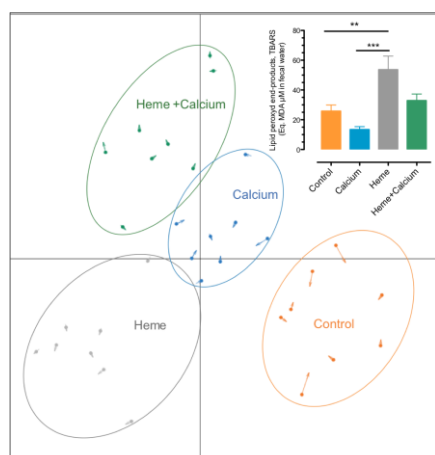 Heme +Calcium
Calcium
Heme
Control
Lipid peroxyd end-products, TBARS
(Eq. MDA µM in fecal water)
80
60
40
20
0
**
***
Control
Calcium
Heme
Heme+Calcium